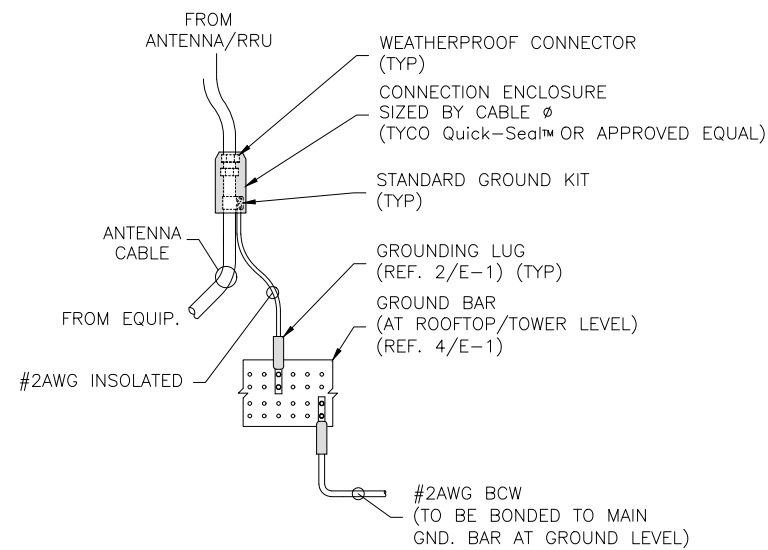 FROM
ANTENNA/RRU
WEATHERPROOF CONNECTOR
(TYP)
CONNECTION ENCLOSURE
SIZED BY CABLE Ø
(TYCO Quick-Seal™ OR APPROVED EQUAL)
STANDARD GROUND KIT
(TYP)
ANTENNA
CABLE
GROUNDING LUG
(REF. 2/E-1) (TYP)
FROM EQUIP.
GROUND BAR
(AT ROOFTOP/TOWER LEVEL)
(REF. 4/E-1)
#2AWG INSOLATED
#2AWG BCW
(TO BE BONDED TO MAIN
GND. BAR AT GROUND LEVEL)